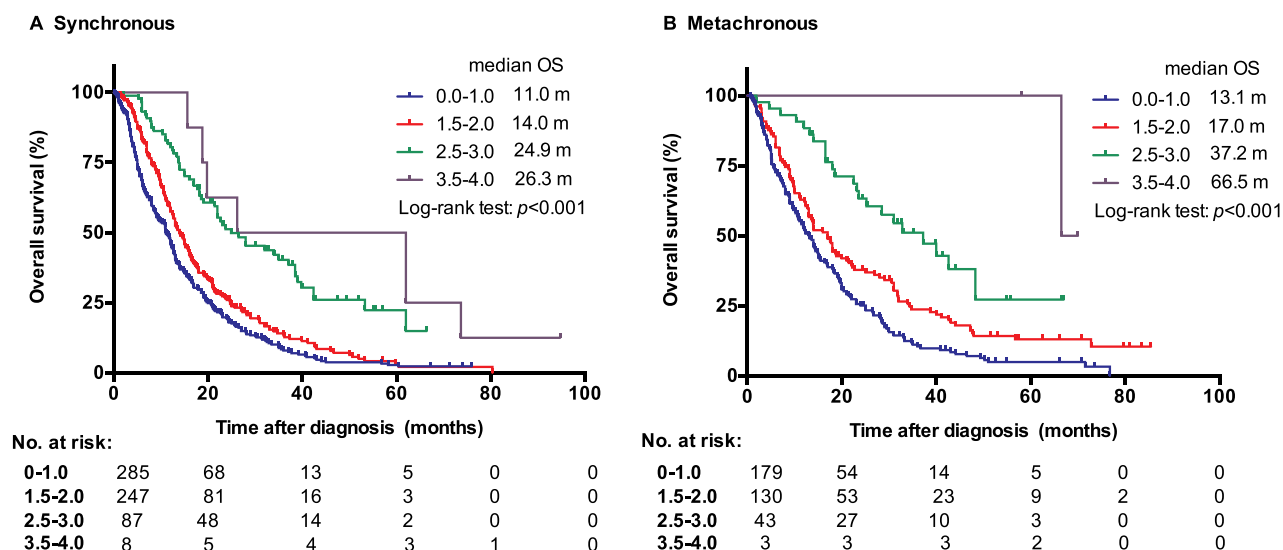 A Synchronous
median OS
0.0-1.0 11.0 m
1.5-2.0 14.0 m
2.5-3.0 24.9 m
3.5-4.0 26.3 m
Log-rank test: p<0.001
Overall survival (%)
100
75
50
25
0
0 20 40 60 80 100
Time after diagnosis (months)
No. at risk:
0-1.0 285 68 13 5 0 0
1.5-2.0 247 81 16 3 0 0
2.5-3.0 87 48 14 2 0 0
3.5-4.0 8 5 4 3 1 0
B Metachronous
median OS
0.0-1.0 13.1 m
1.5-2.0 17.0 m
2.5-3.0 37.2 m
3.5-4.0 66.5 m
Log-rank test: p<0.001
Overall survival (%)
100
75
50
25
0
0 20 40 60 80 100
Time after diagnosis (months)
No. at risk:
0-1.0 179 54 14 5 0 0
1.5-2.0 130 53 23 9 2 0
2.5-3.0 43 27 10 3 0 0
3.5-4.0 3 3 3 2 0 0